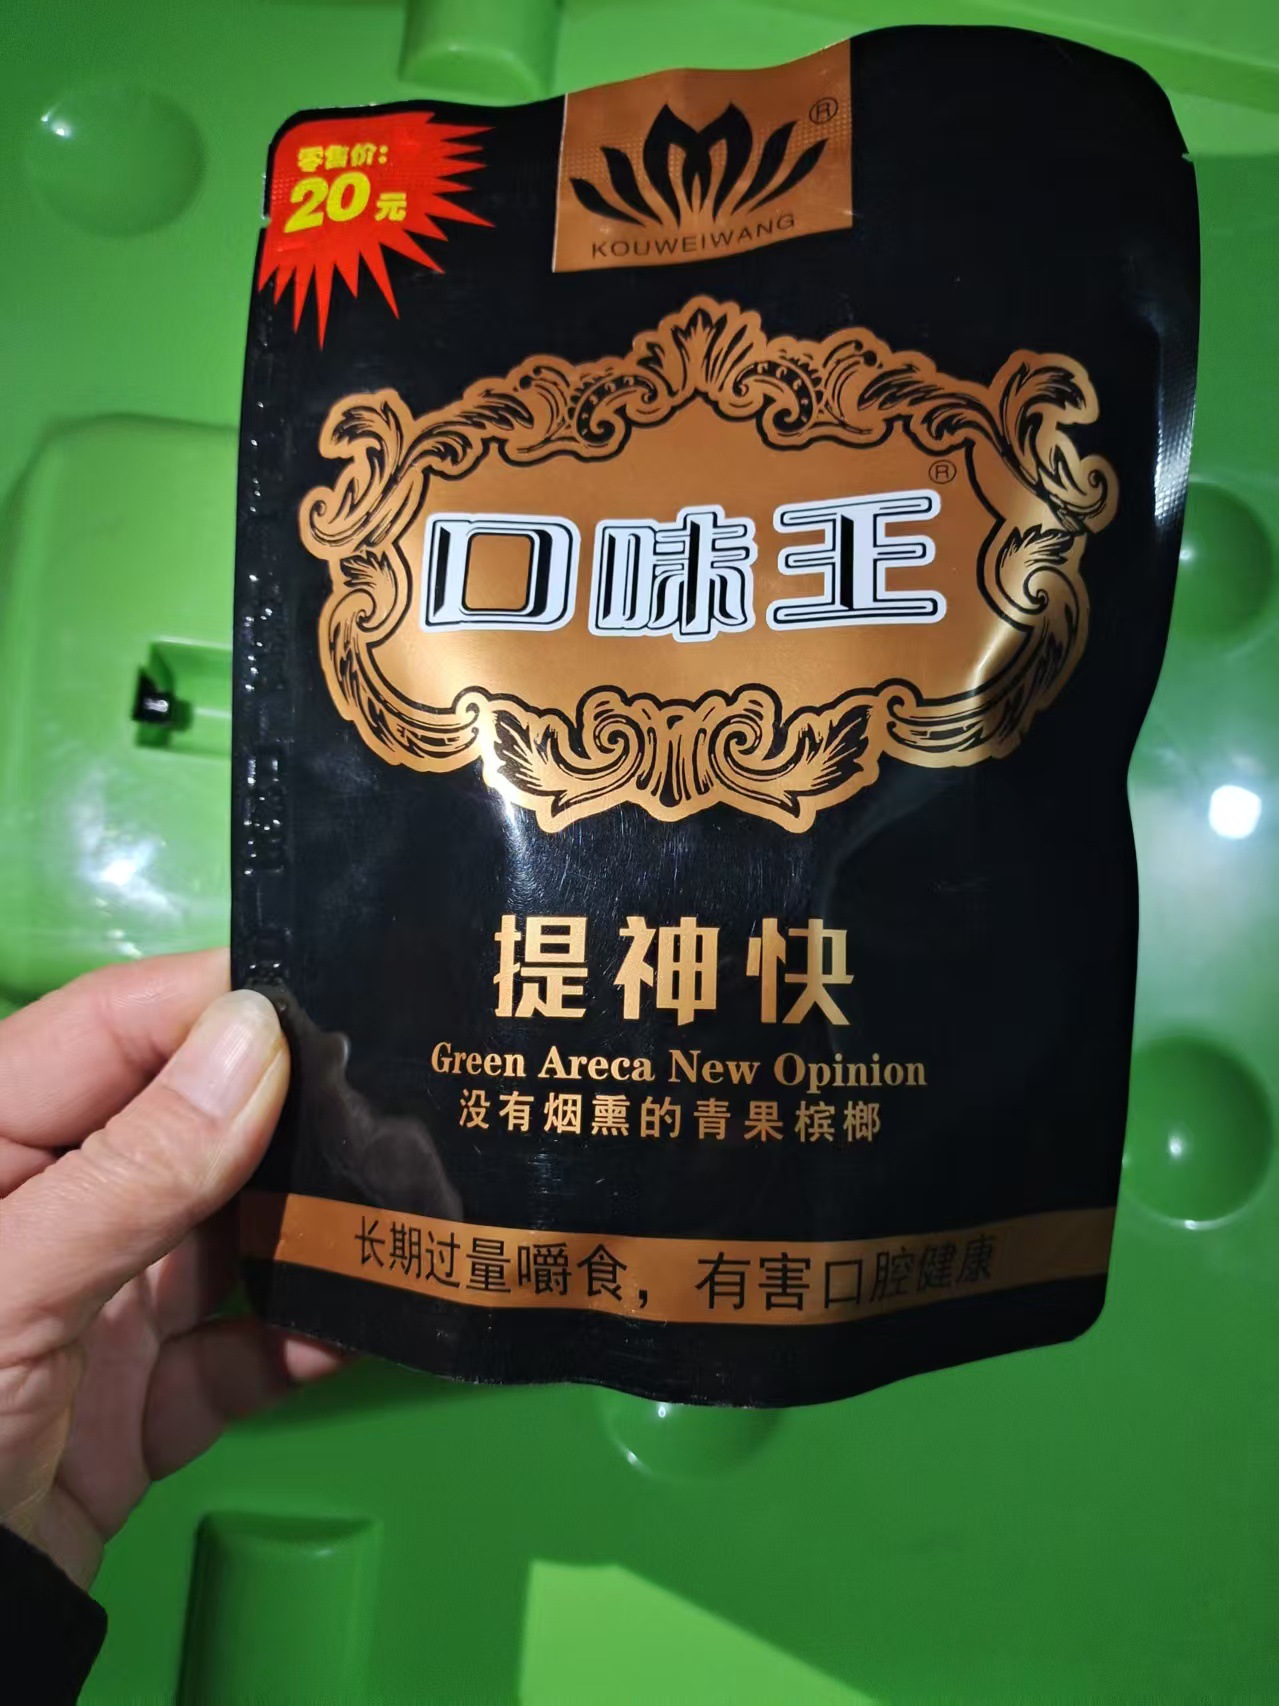 零售价:
20元
®
KOUWEIWANG
口味王®
提神快
Green Areca New Opinion
没有烟熏的青果槟榔
长期过量嚼食，有害口腔健康